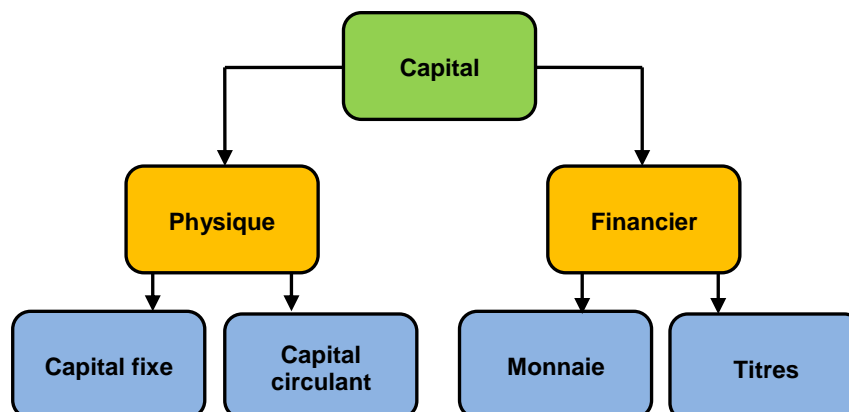 Capital
Physique
Financier
Capital fixe
Capital
circulant
Monnaie
Titres